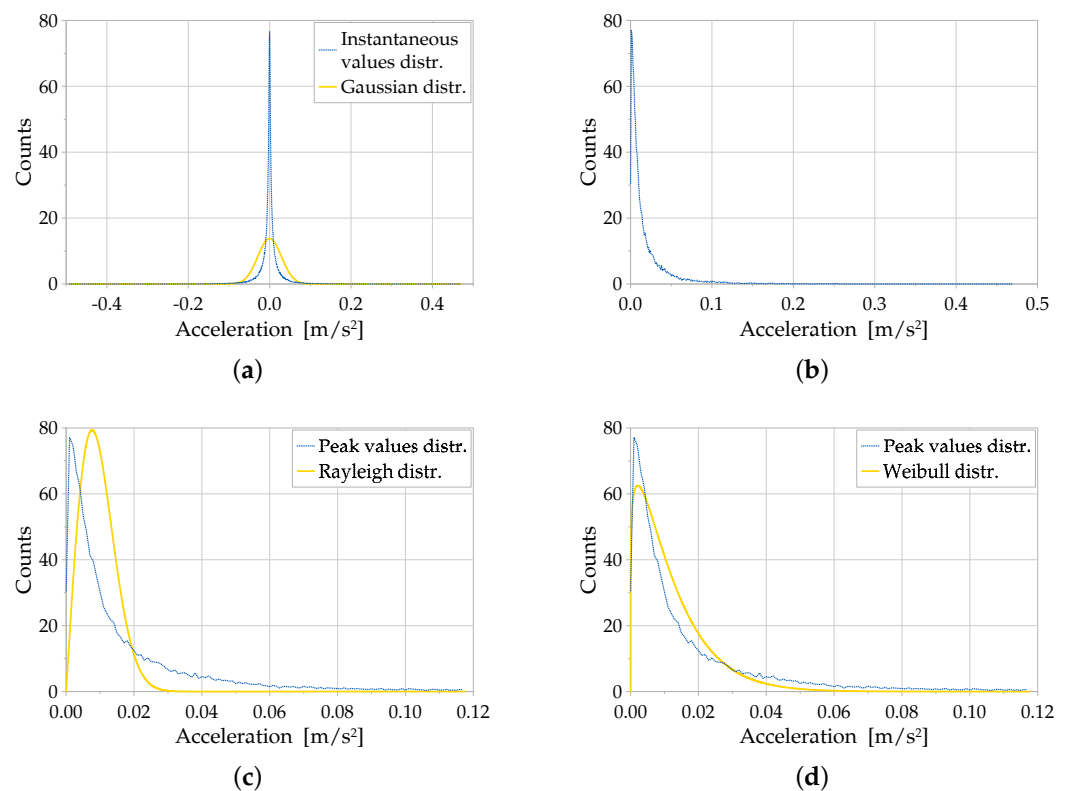 80
60
40
20
0
Counts
Instantaneous
values distr.
Gaussian distr.
-0.4
-0.2
0.0
0.2
0.4
Acceleration [m/s²]
(a)
80
60
40
20
0
Counts
0.0
0.1
0.2
0.3
0.4
0.5
Acceleration [m/s²]
(b)
80
60
40
20
0
Counts
Peak values distr.
Rayleigh distr.
0.00
0.02
0.04
0.06
0.08
0.10
0.12
Acceleration [m/s²]
(c)
80
60
40
20
0
Counts
Peak values distr.
Weibull distr.
0.00
0.02
0.04
0.06
0.08
0.10
0.12
Acceleration [m/s²]
(d)